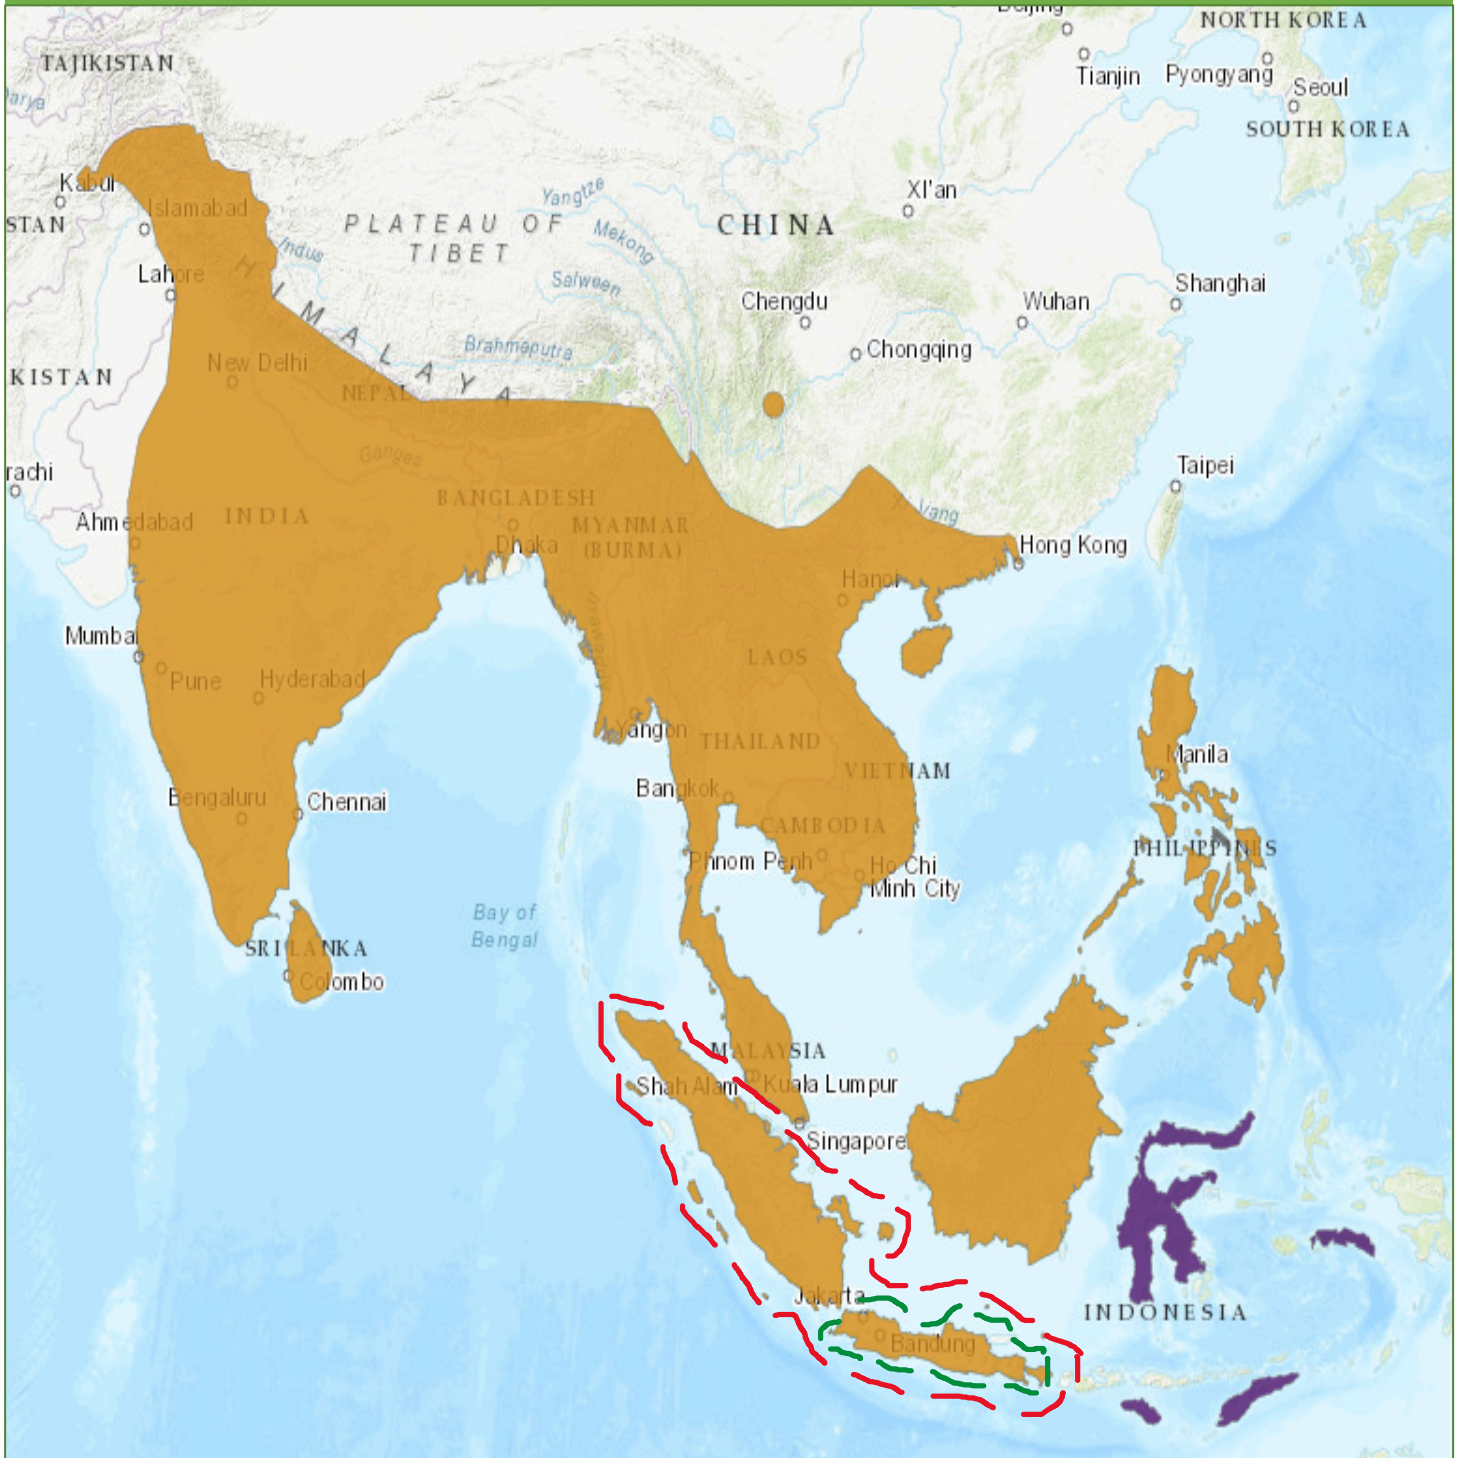 Beijing
NORTH KOREA
TAJIKISTAN
Tianjin
Pyongyang
Seoul
SOUTH KOREA
Kabul
Islamabad
STAN
XI'an
Yangtze
PLATEAU OF
TIBET
Mekong
CHINA
Indus
Lahore
HIMALAYA
Salween
Chengdu
Wuhan
Shanghai
Brahmaputra
Chongqing
New Delhi
KISTAN
NEPAL
Ganges
rachi
Taipei
Ahmedabad
INDIA
BANGLADESH
MYANMAR
(BURMA)
Dhaka
Hong Kong
Hanoi
Irrawaddy
Mumba
Pune
Hyderabad
LAOS
Yangon
THAILAND
Manila
VIETNAM
Bangkok
Bengaluru
Chennai
CAMBODIA
PHILIPPINES
Phnom Penh
Ho Chi
Minh City
Bay of
Bengal
SRI LANKA
Colombo
MALAYSIA
Shah Alam
Kuala Lumpur
Singapore
Jakarta
INDONESIA
Bandung